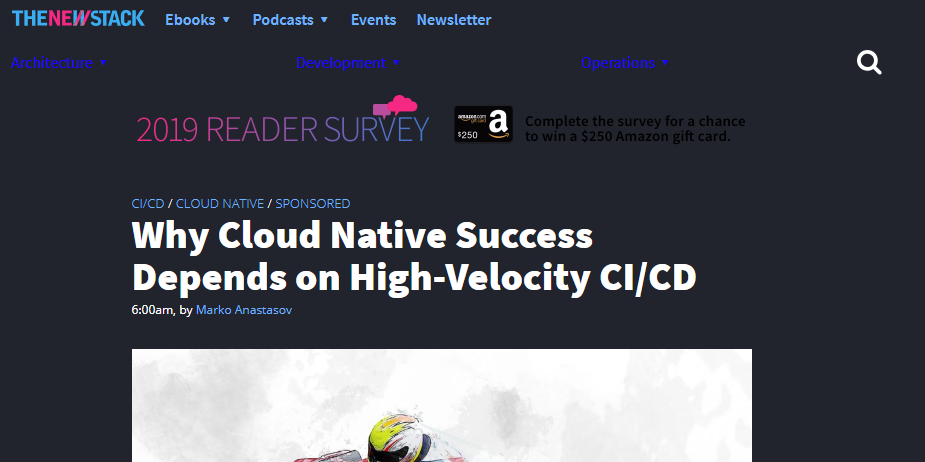 THENEWSTACK Ebooks ▼ Podcasts ▼ Events Newsletter
Architecture ▼ Development ▼ Operations ▼
2019 READER SURVEY
amazon.com
gift card
$250
a
Complete the survey for a chance
to win a $250 Amazon gift card.
CI/CD / CLOUD NATIVE / SPONSORED
Why Cloud Native Success
Depends on High-Velocity CI/CD
6:00am, by Marko Anastasov